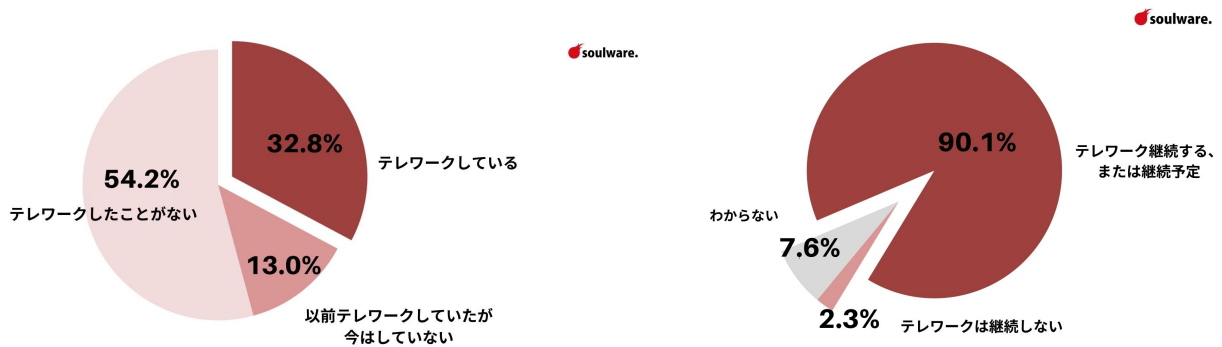 soulware.
32.8%
テレワークしている
54.2%
テレワークしたことがない
13.0%
以前テレワークしていたが
今はしていない
soulware.
90.1%
テレワーク継続する、
または継続予定
わからない
7.6%
2.3%
テレワークは継続しない